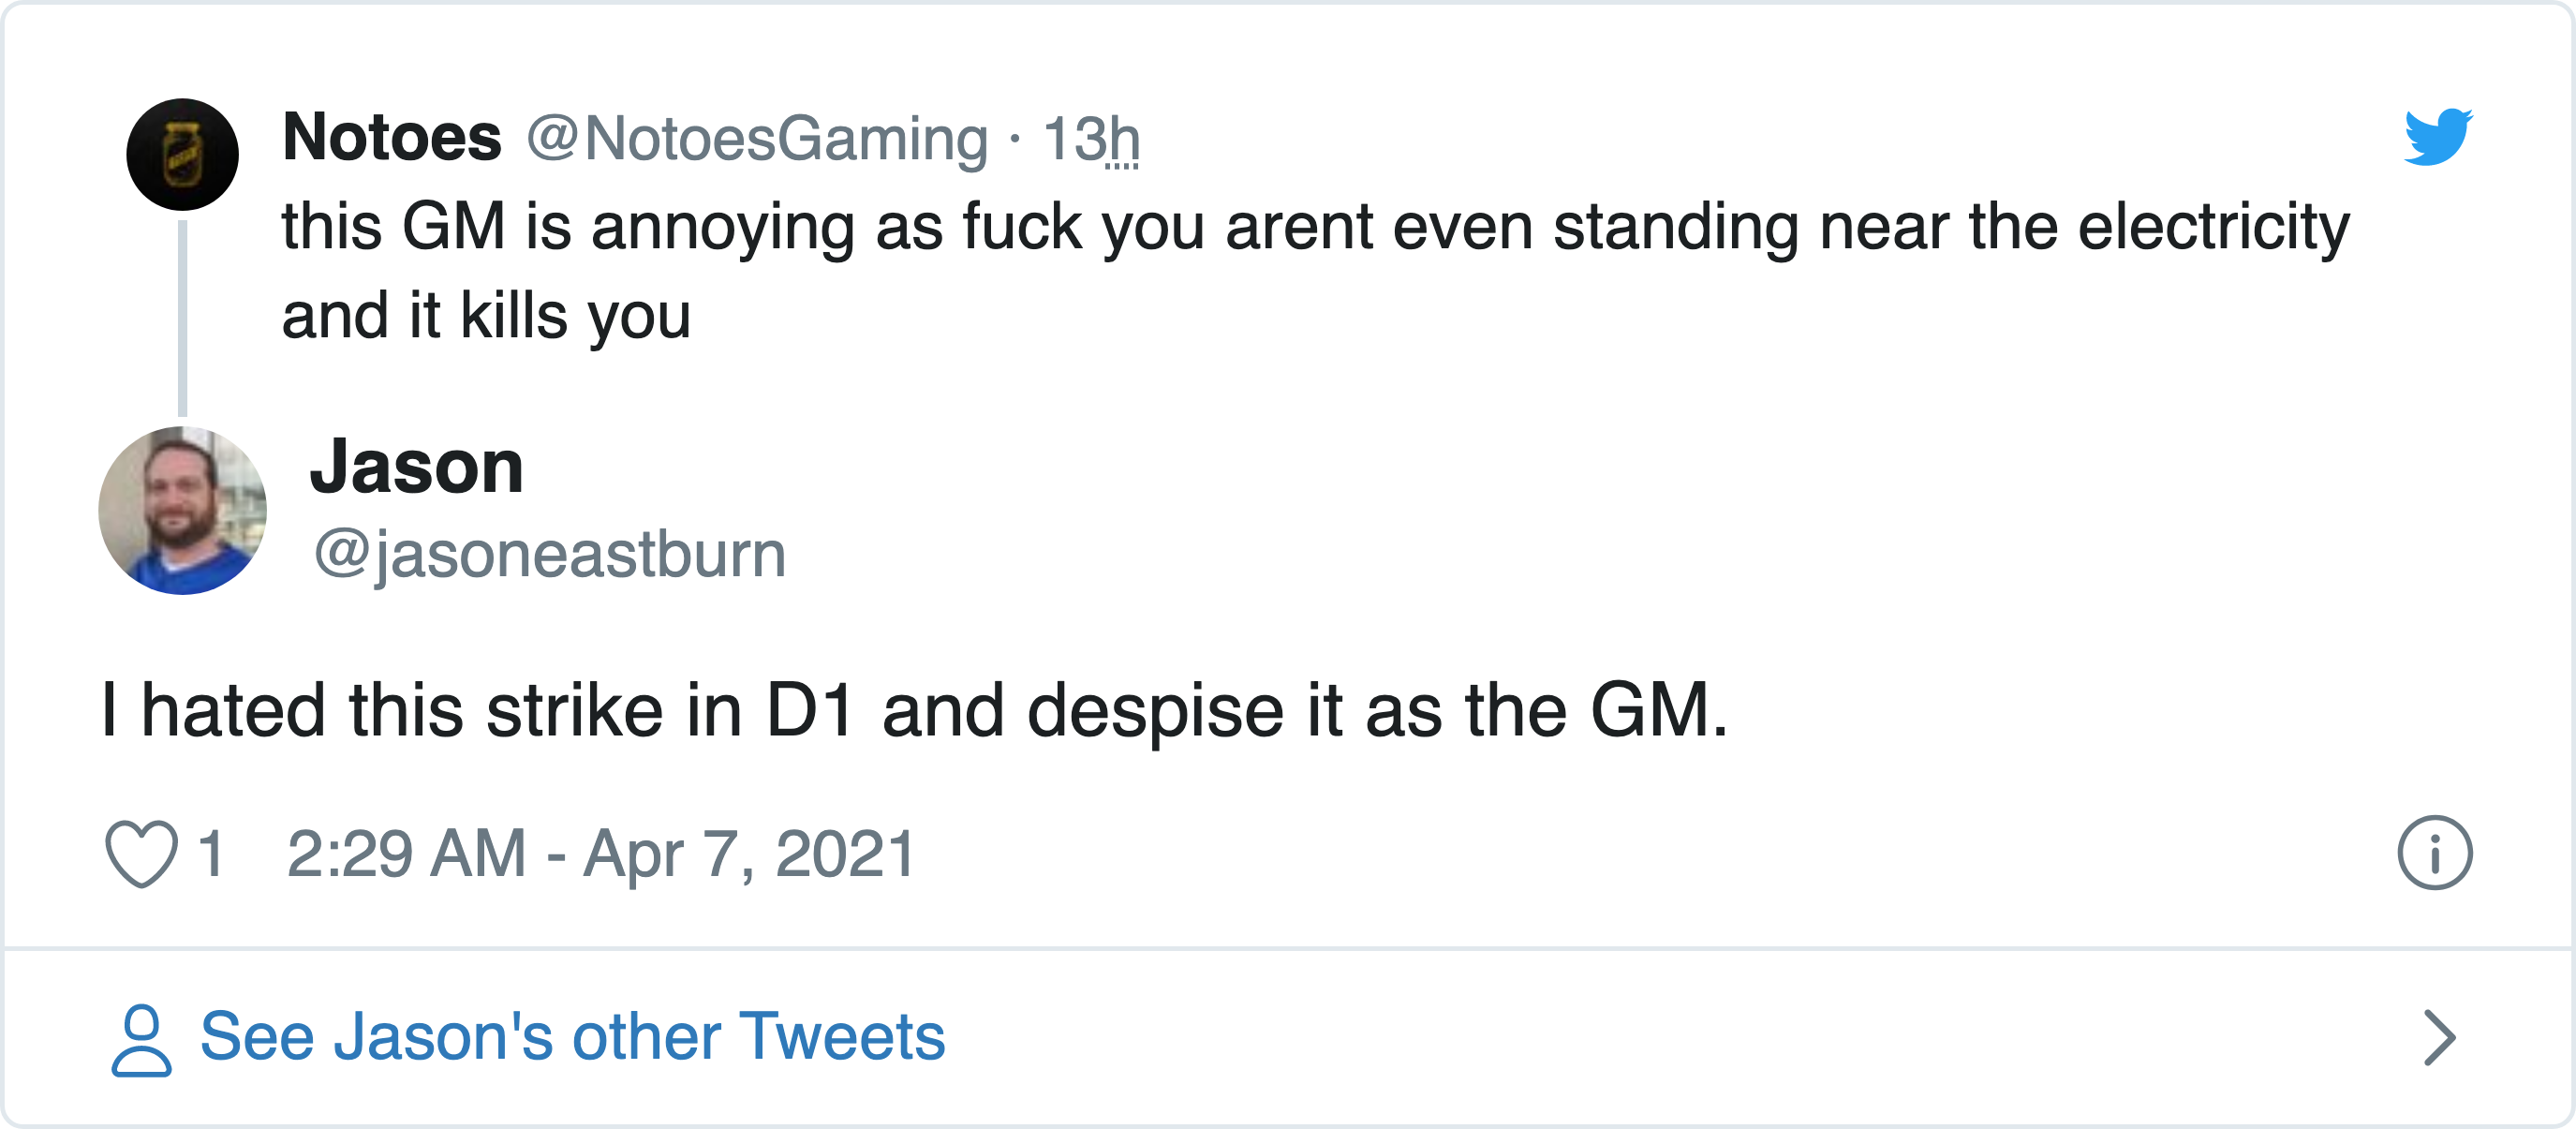 Notoes @NotoesGaming · 13h
this GM is annoying as fuck you arent even standing near the electricity
and it kills you
Jason
@jasoneastburn
I hated this strike in D1 and despise it as the GM.
1 2:29 AM - Apr 7, 2021
See Jason's other Tweets